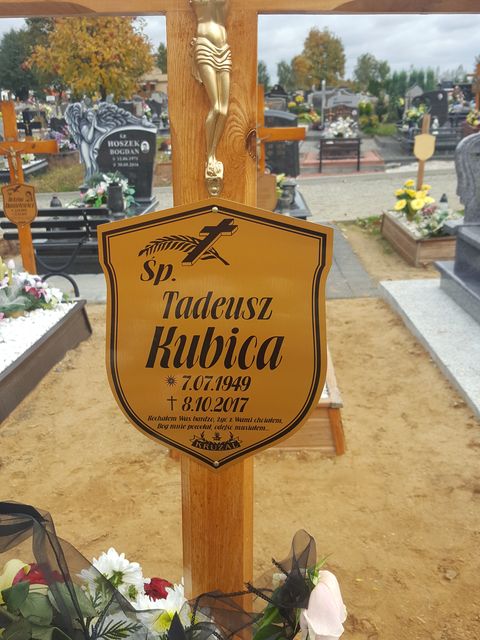 Sp.
Tadeusz
Kubica
7.07.1949
† 8.10.2017
Kochałem Was bardzo, żyć z Wami chciałem,
Bóg mnie powołał, odejść musiałem...
KRUŻAL
HOSZEK
BOGDAN